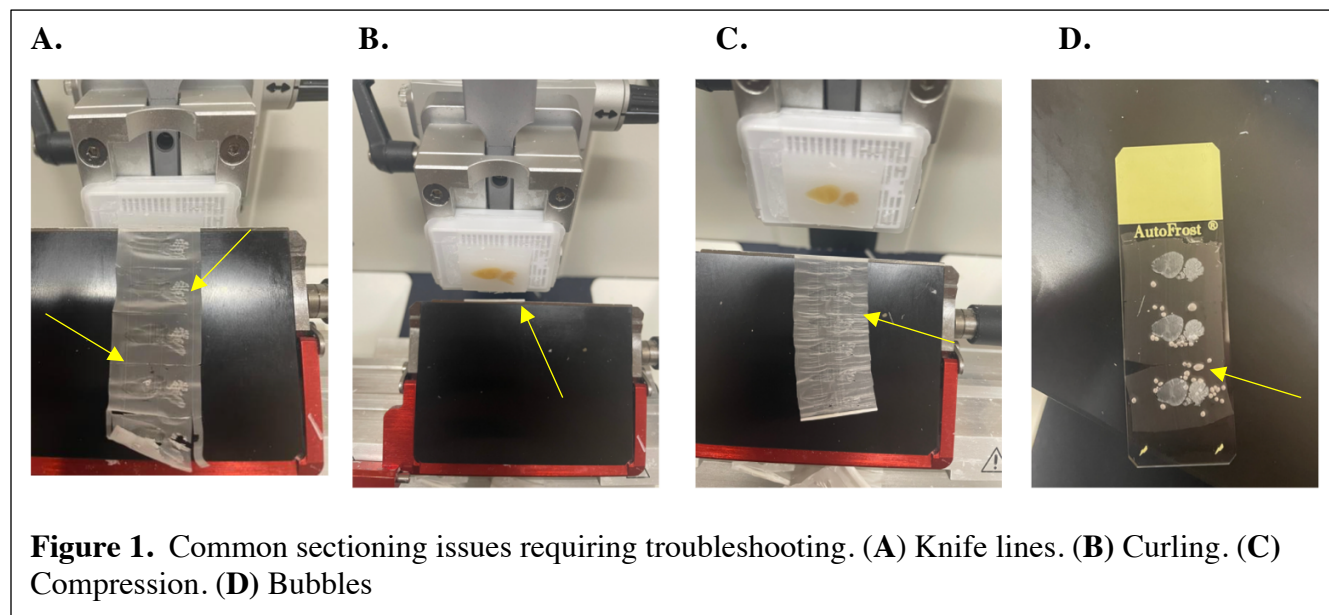 A.
B.
C.
D.
AutoFrost ®
Figure 1. Common sectioning issues requiring troubleshooting. (A) Knife lines. (B) Curling. (C)
Compression. (D) Bubbles